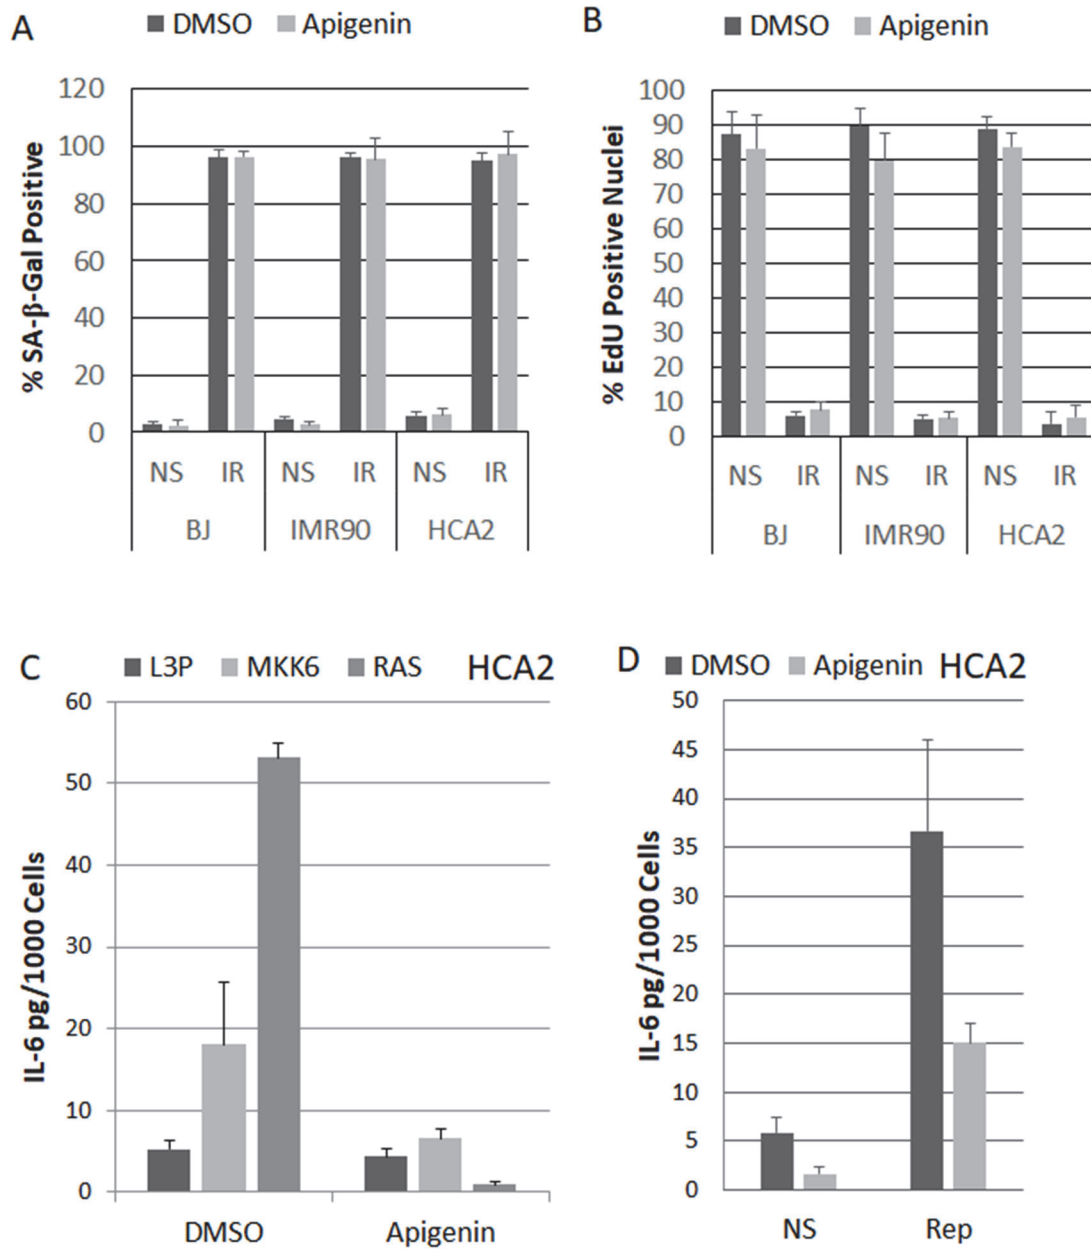 A
DMSO Apigenin
% SA-β-Gal Positive
120
100
80
60
40
20
0
NS IR NS IR NS IR
BJ IMR90 HCA2
B
DMSO Apigenin
% EdU Positive Nuclei
100
90
80
70
60
50
40
30
20
10
0
NS IR NS IR NS IR
BJ IMR90 HCA2
C
L3P MKK6 RAS HCA2
IL-6 pg/1000 Cells
60
50
40
30
20
10
0
DMSO Apigenin
D
DMSO Apigenin HCA2
IL-6 pg/1000 Cells
50
45
40
35
30
25
20
15
10
5
0
NS Rep